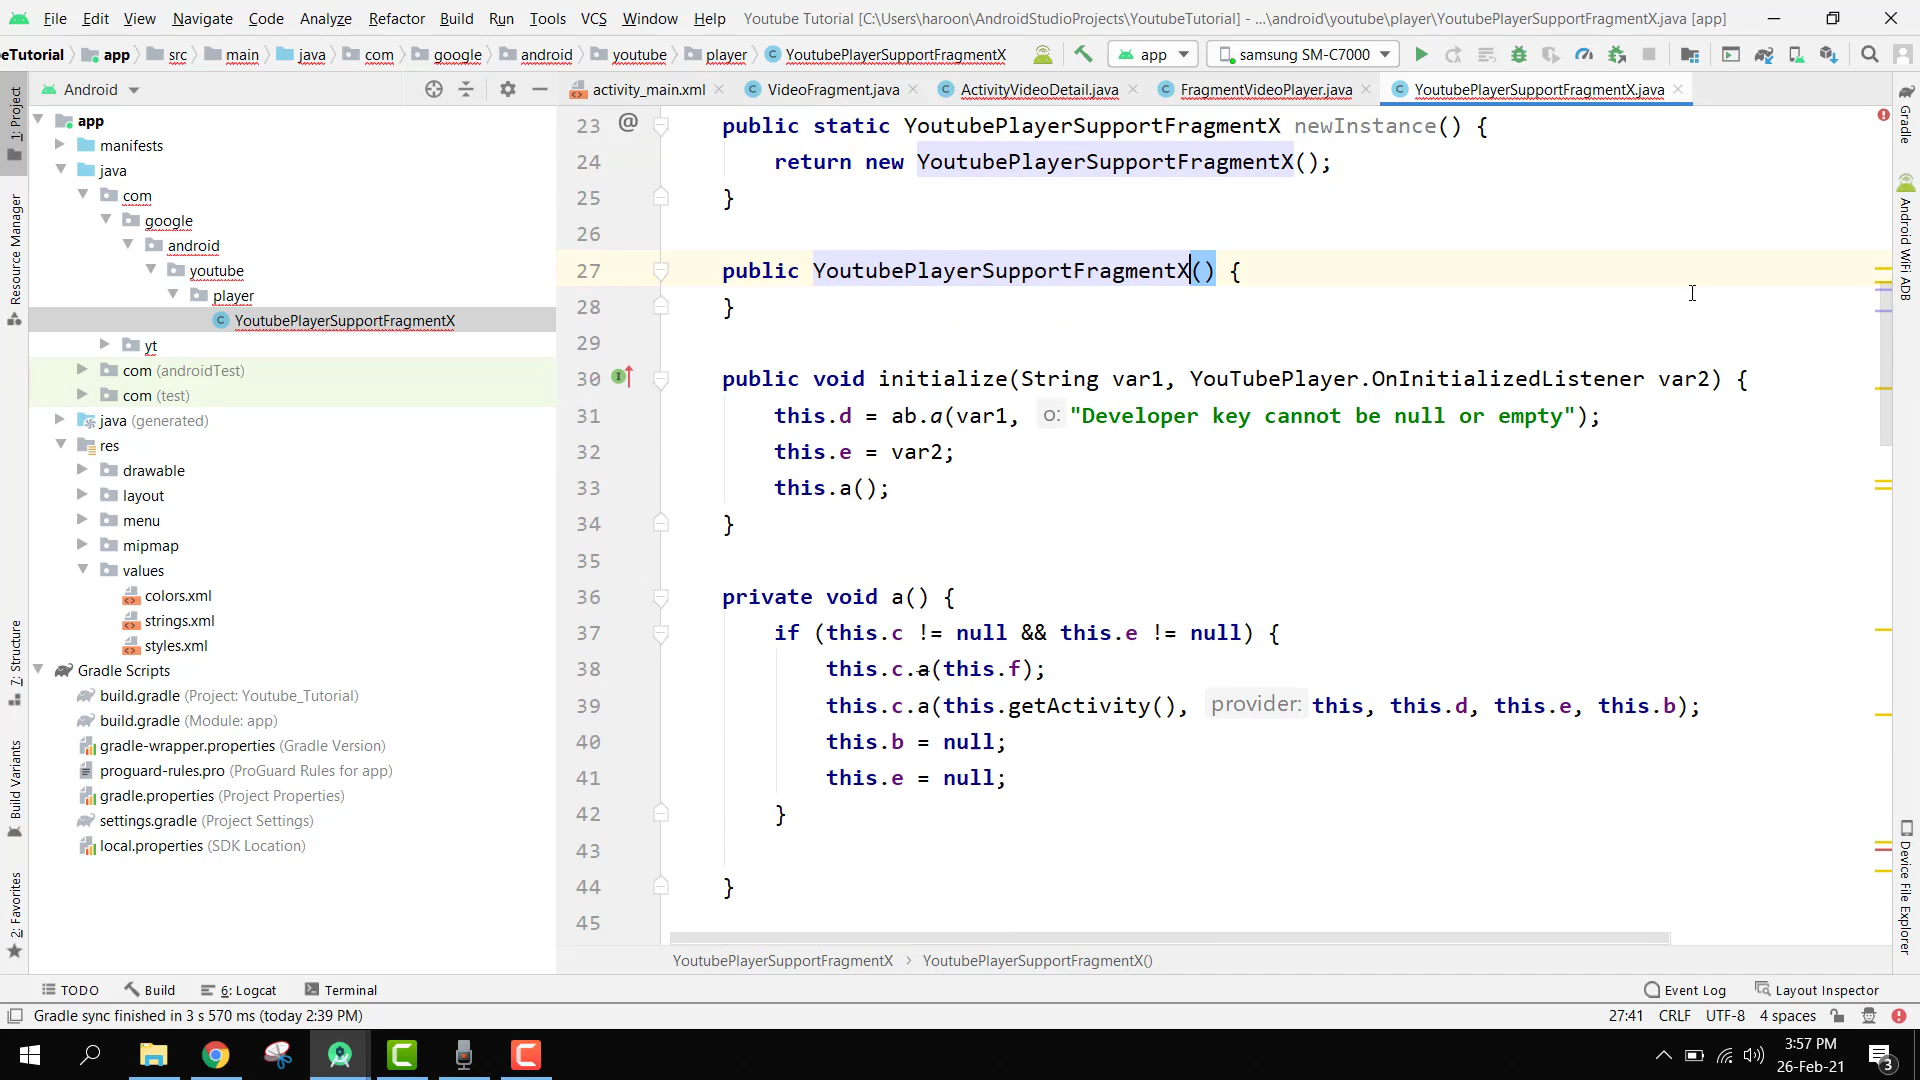 File Edit View Navigate Code Analyze Refactor Build Run Tools VCS Window Help Youtube Tutorial [C:\Users\haroon\AndroidStudioProjects\YoutubeTutorial] - ...\android\youtube\player\YoutubePlayerSupportFragmentX.java [app]
eTutorial app src main java com google android youtube player YoutubePlayerSupportFragmentX app samsung SM-C7000
Android activity_main.xml VideoFragment.java ActivityVideoDetail.java FragmentVideoPlayer.java YoutubePlayerSupportFragmentX.java
1: Project
Resource Manager
7: Structure
Build Variants
2: Favorites
app
manifests
java
com
google
android
youtube
player
YoutubePlayerSupportFragmentX
yt
com (androidTest)
com (test)
java (generated)
res
drawable
layout
menu
mipmap
values
colors.xml
strings.xml
styles.xml
Gradle Scripts
build.gradle (Project: Youtube_Tutorial)
build.gradle (Module: app)
gradle-wrapper.properties (Gradle Version)
proguard-rules.pro (ProGuard Rules for app)
gradle.properties (Project Properties)
settings.gradle (Project Settings)
local.properties (SDK Location)
23 @ public static YoutubePlayerSupportFragmentX newInstance() {
24 return new YoutubePlayerSupportFragmentX();
25 }
26
27 public YoutubePlayerSupportFragmentX() {
28 }
29
30 public void initialize(String var1, YouTubePlayer.OnInitializedListener var2) {
31 this.d = ab.a(var1, o: "Developer key cannot be null or empty");
32 this.e = var2;
33 this.a();
34 }
35
36 private void a() {
37 if (this.c != null && this.e != null) {
38 this.c.a(this.f);
39 this.c.a(this.getActivity(), provider: this, this.d, this.e, this.b);
40 this.b = null;
41 this.e = null;
42 }
43
44 }
45
YoutubePlayerSupportFragmentX › YoutubePlayerSupportFragmentX()
Gradle
Android WiFi ADB
Device File Explorer
TODO Build 6: Logcat Terminal Event Log Layout Inspector
Gradle sync finished in 3 s 570 ms (today 2:39 PM) 27:41 CRLF UTF-8 4 spaces
3:57 PM
26-Feb-21
3